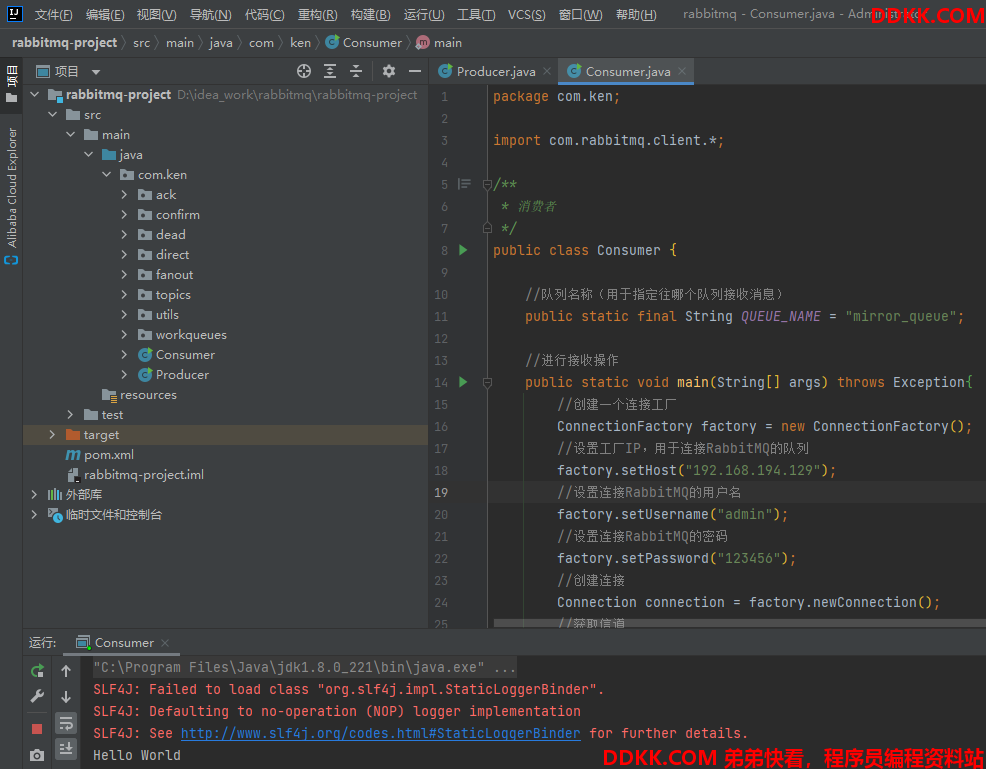 文件(F) 编辑(E) 视图(V) 导航(N) 代码(C) 重构(R) 构建(B) 运行(U) 工具(T) VCS(S) 窗口(W) 帮助(H) rabbitmq - Consumer.java - Administrator
DDKK.COM
rabbitmq-project src main java com ken Consumer main
项目
Alibaba Cloud Explorer
项目
rabbitmq-project D:\idea_work\rabbitmq\rabbitmq-project
src
main
java
com.ken
ack
confirm
dead
direct
fanout
topics
utils
workqueues
Consumer
Producer
resources
test
target
pom.xml
rabbitmq-project.iml
外部库
临时文件和控制台
Producer.java Consumer.java
1 package com.ken;
2
3 import com.rabbitmq.client.*;
4
5 /**
6 * 消费者
7 */
8 public class Consumer {
9
10 //队列名称（用于指定往哪个队列接收消息）
11 public static final String QUEUE_NAME = "mirror_queue";
12
13 //进行接收操作
14 public static void main(String[] args) throws Exception{
15 //创建一个连接工厂
16 ConnectionFactory factory = new ConnectionFactory();
17 //设置工厂IP，用于连接RabbitMQ的队列
18 factory.setHost("192.168.194.129");
19 //设置连接RabbitMQ的用户名
20 factory.setUsername("admin");
21 //设置连接RabbitMQ的密码
22 factory.setPassword("123456");
23 //创建连接
24 Connection connection = factory.newConnection();
25 //获取信道
运行: Consumer
"C:\Program Files\Java\jdk1.8.0_221\bin\java.exe" ...
SLF4J: Failed to load class "org.slf4j.impl.StaticLoggerBinder".
SLF4J: Defaulting to no-operation (NOP) logger implementation
SLF4J: See http://www.slf4j.org/codes.html#StaticLoggerBinder for further details.
Hello World
DDKK.COM 弟弟快看，程序员编程资料站